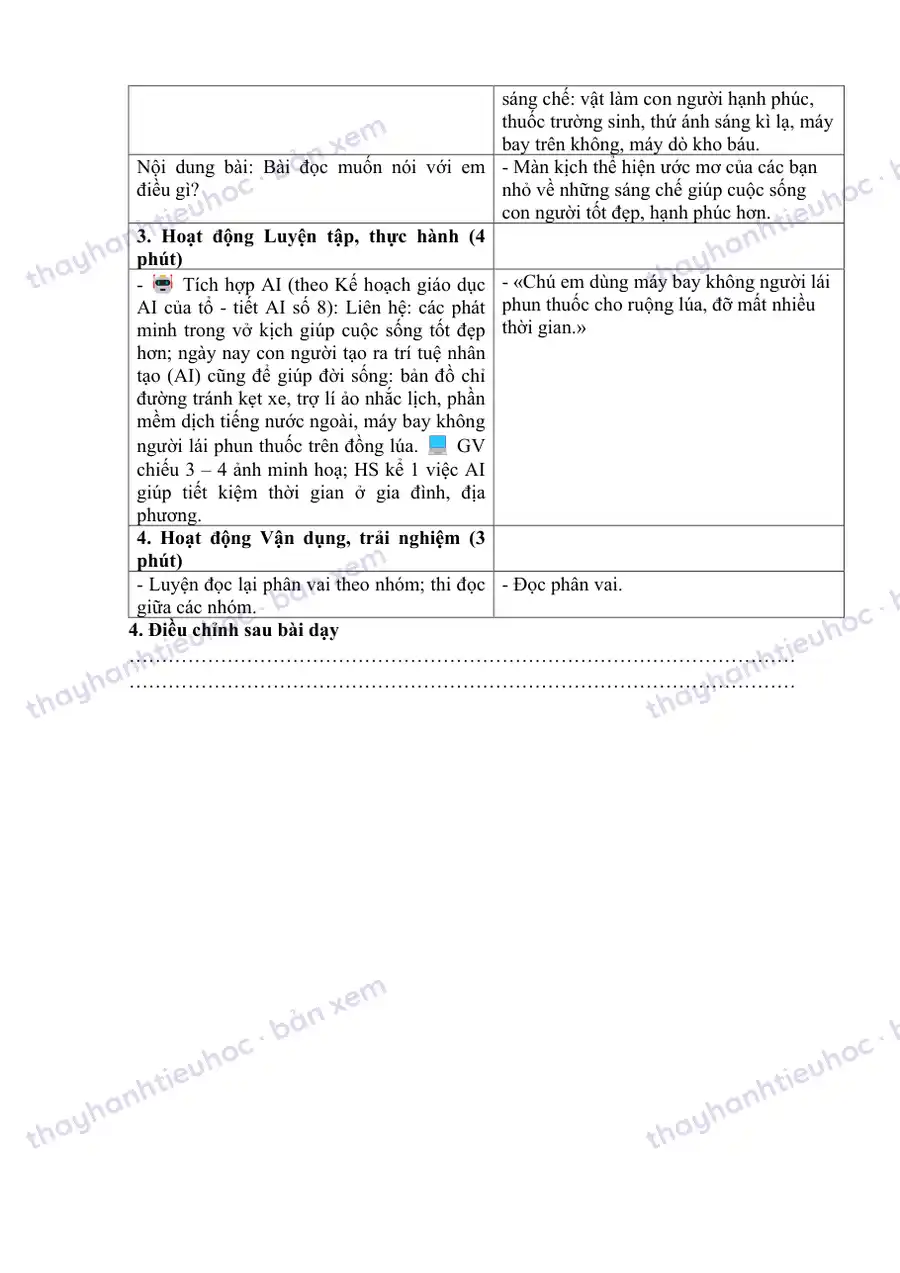 sáng chế: vật làm con người hạnh phúc,
thuốc trường sinh, thứ ánh sáng kì lạ, máy
bay trên không, máy dò kho báu.
Nội dung bài: Bài đọc muốn nói với em
điều gì?
- Màn kịch thể hiện ước mơ của các bạn
nhỏ về những sáng chế giúp cuộc sống
con người tốt đẹp, hạnh phúc hơn.
3. Hoạt động Luyện tập, thực hành (4
phút)
- Tích hợp AI (theo Kế hoạch giáo dục
AI của tổ - tiết AI số 8): Liên hệ: các phát
minh trong vở kịch giúp cuộc sống tốt đẹp
hơn; ngày nay con người tạo ra trí tuệ nhân
tạo (AI) cũng để giúp đời sống: bản đồ chỉ
đường tránh kẹt xe, trợ lí ảo nhắc lịch, phần
mềm dịch tiếng nước ngoài, máy bay không
người lái phun thuốc trên đồng lúa. GV
chiếu 3 – 4 ảnh minh hoạ; HS kể 1 việc AI
giúp tiết kiệm thời gian ở gia đình, địa
phương.
- «Chú em dùng máy bay không người lái
phun thuốc cho ruộng lúa, đỡ mất nhiều
thời gian.»
4. Hoạt động Vận dụng, trải nghiệm (3
phút)
- Luyện đọc lại phân vai theo nhóm; thi đọc
giữa các nhóm.
- Đọc phân vai.
4. Điều chỉnh sau bài dạy
……………………………………………………………………………………………
……………………………………………………………………………………………
thayhanhtieuhoc · bản xem
thayhanhtieuhoc · b
thayhanhtieuhoc · bản xem
thayhanhtieuhoc · b
thayhanhtieuhoc · bản xem
thayhanhtieuhoc · b